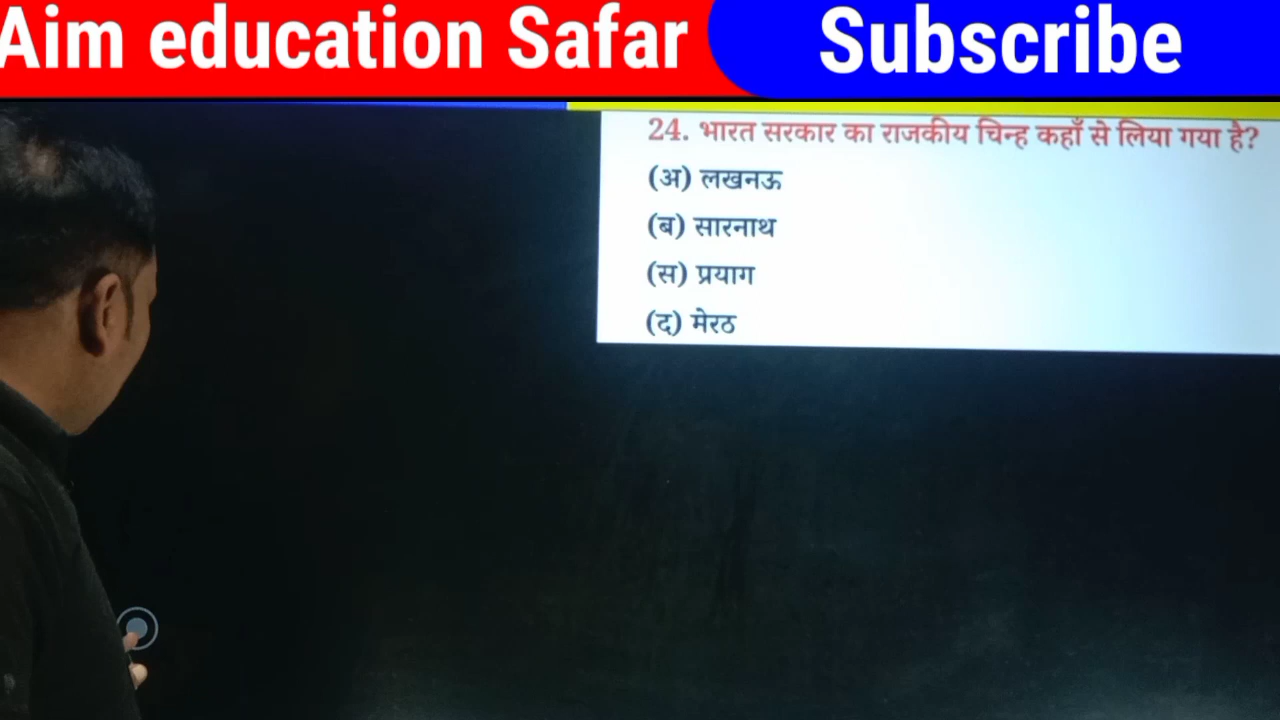 Aim education Safar
Subscribe
24. भारत सरकार का राजकीय चिन्ह कहाँ से लिया गया है?
(अ) लखनऊ
(ब) सारनाथ
(स) प्रयाग
(द) मेरठ